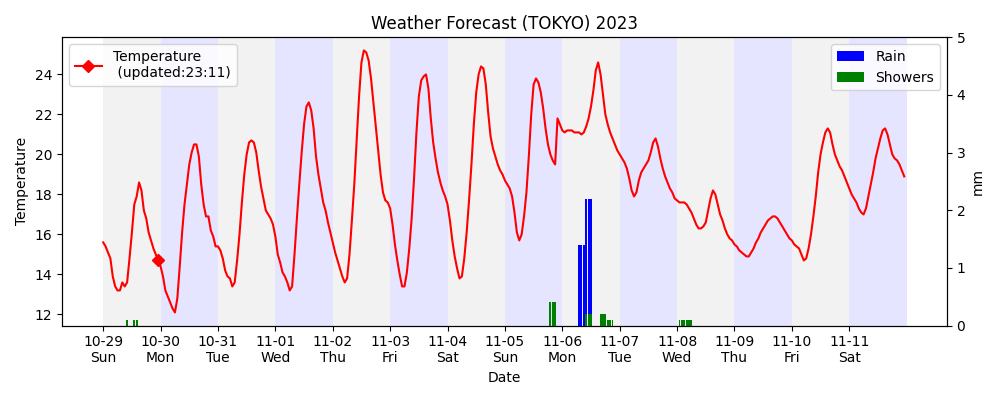 Weather Forecast (TOKYO) 2023
Temperature
(updated:23:11)
Rain
Showers
Temperature
24
22
20
18
16
14
12
5
4
3
2
1
0
mm
10-29 10-30 10-31 11-01 11-02 11-03 11-04 11-05 11-06 11-07 11-08 11-09 11-10 11-11
Sun Mon Tue Wed Thu Fri Sat Sun Mon Tue Wed Thu Fri Sat
Date